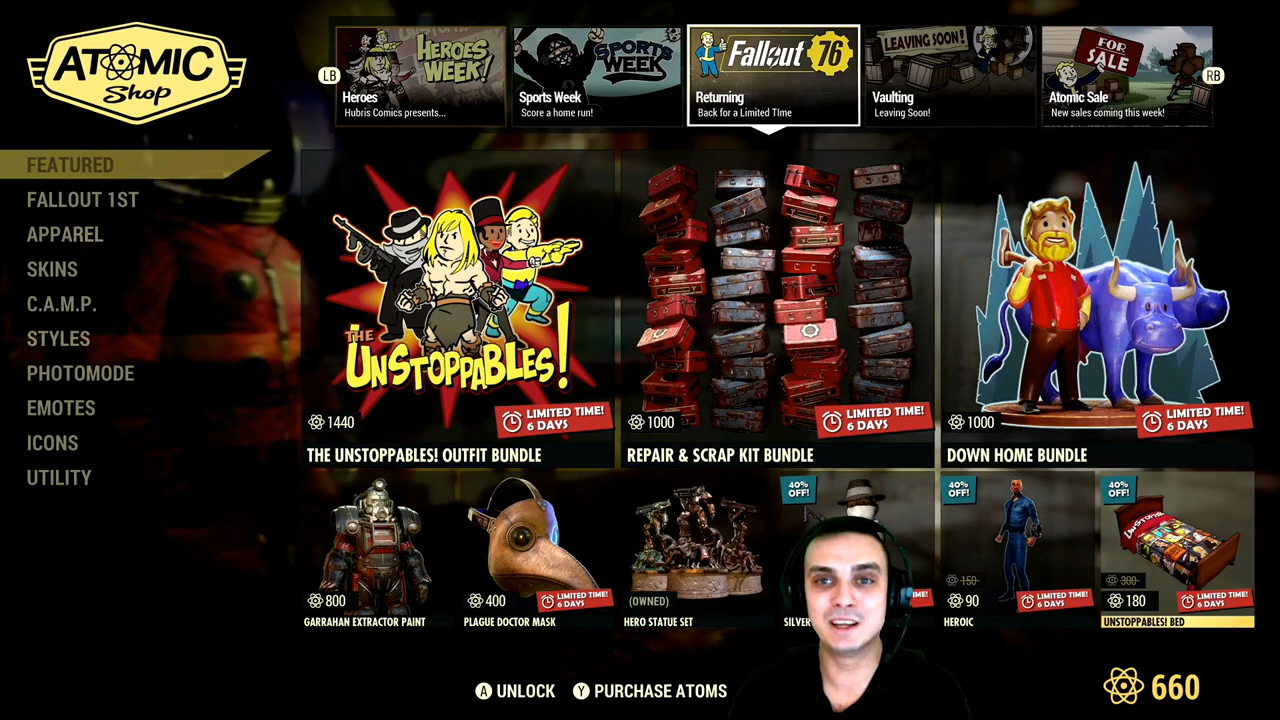 ATOMIC
Shop
LB
HEROES
WEEK!
Heroes
Hubris Comics presents...
SPORTS
WEEK
Sports Week
Score a home run!
Fallout 76
Returning
Back for a Limited TIme
LEAVING SOON!
Vaulting
Leaving Soon!
FOR
SALE
Atomic Sale
New sales coming this week!
RB
FEATURED
FALLOUT 1ST
APPAREL
SKINS
C.A.M.P.
STYLES
PHOTOMODE
EMOTES
ICONS
UTILITY
THE
UNSTOPPABLES!
1440
LIMITED TIME!
6 DAYS
THE UNSTOPPABLES! OUTFIT BUNDLE
1000
LIMITED TIME!
6 DAYS
REPAIR & SCRAP KIT BUNDLE
1000
LIMITED TIME!
6 DAYS
DOWN HOME BUNDLE
800
GARRAHAN EXTRACTOR PAINT
400
LIMITED TIME!
6 DAYS
PLAGUE DOCTOR MASK
(OWNED)
HERO STATUE SET
40%
OFF!
SILVER
40%
OFF!
150
90
LIMITED TIME!
6 DAYS
HEROIC
40%
OFF!
300
180
LIMITED TIME!
6 DAYS
UNSTOPPABLES! BED
A UNLOCK
Y PURCHASE ATOMS
660